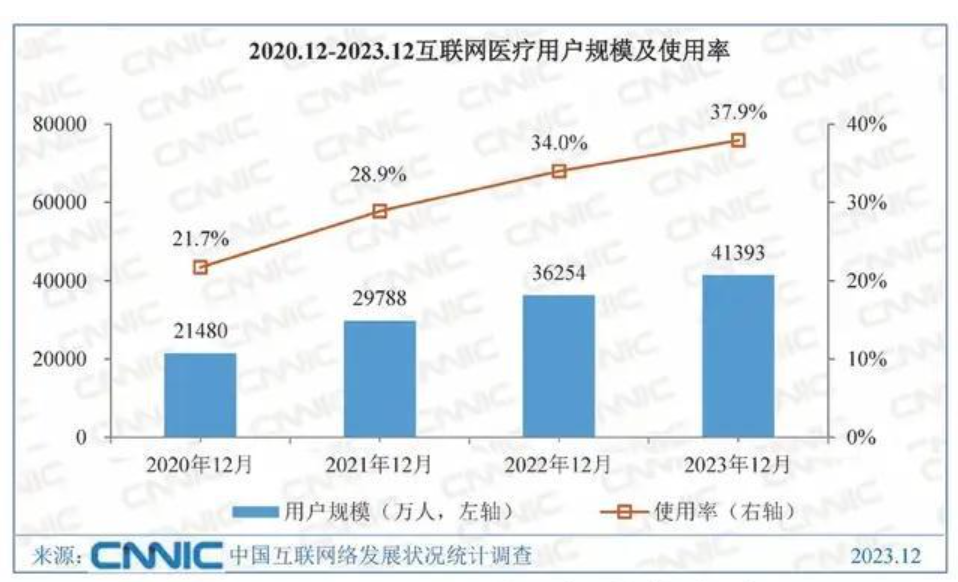 2020.12-2023.12互联网医疗用户规模及使用率
80000
60000
40000
20000
0
40%
30%
20%
10%
0%
21.7%
28.9%
34.0%
37.9%
21480
29788
36254
41393
2020年12月
2021年12月
2022年12月
2023年12月
用户规模（万人，左轴）
使用率（右轴）
来源：CNNIC 中国互联网络发展状况统计调查
2023.12